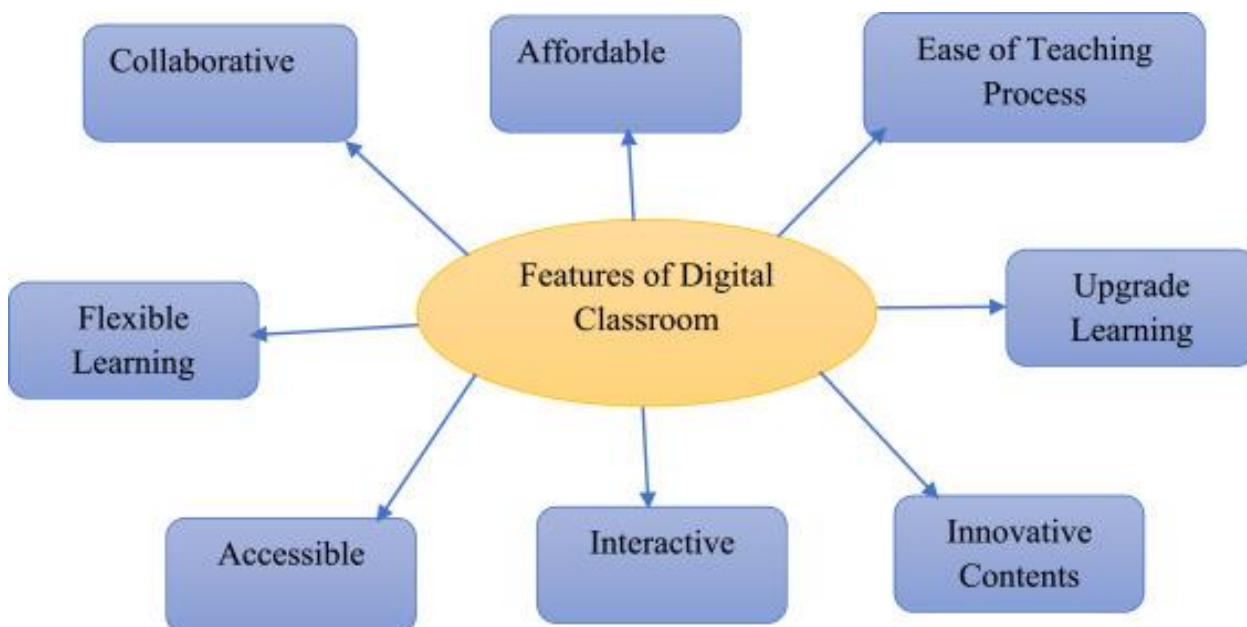 Collaborative
Affordable
Ease of Teaching
Process
Features of Digital
Classroom
Flexible
Learning
Upgrade
Learning
Accessible
Interactive
Innovative
Contents